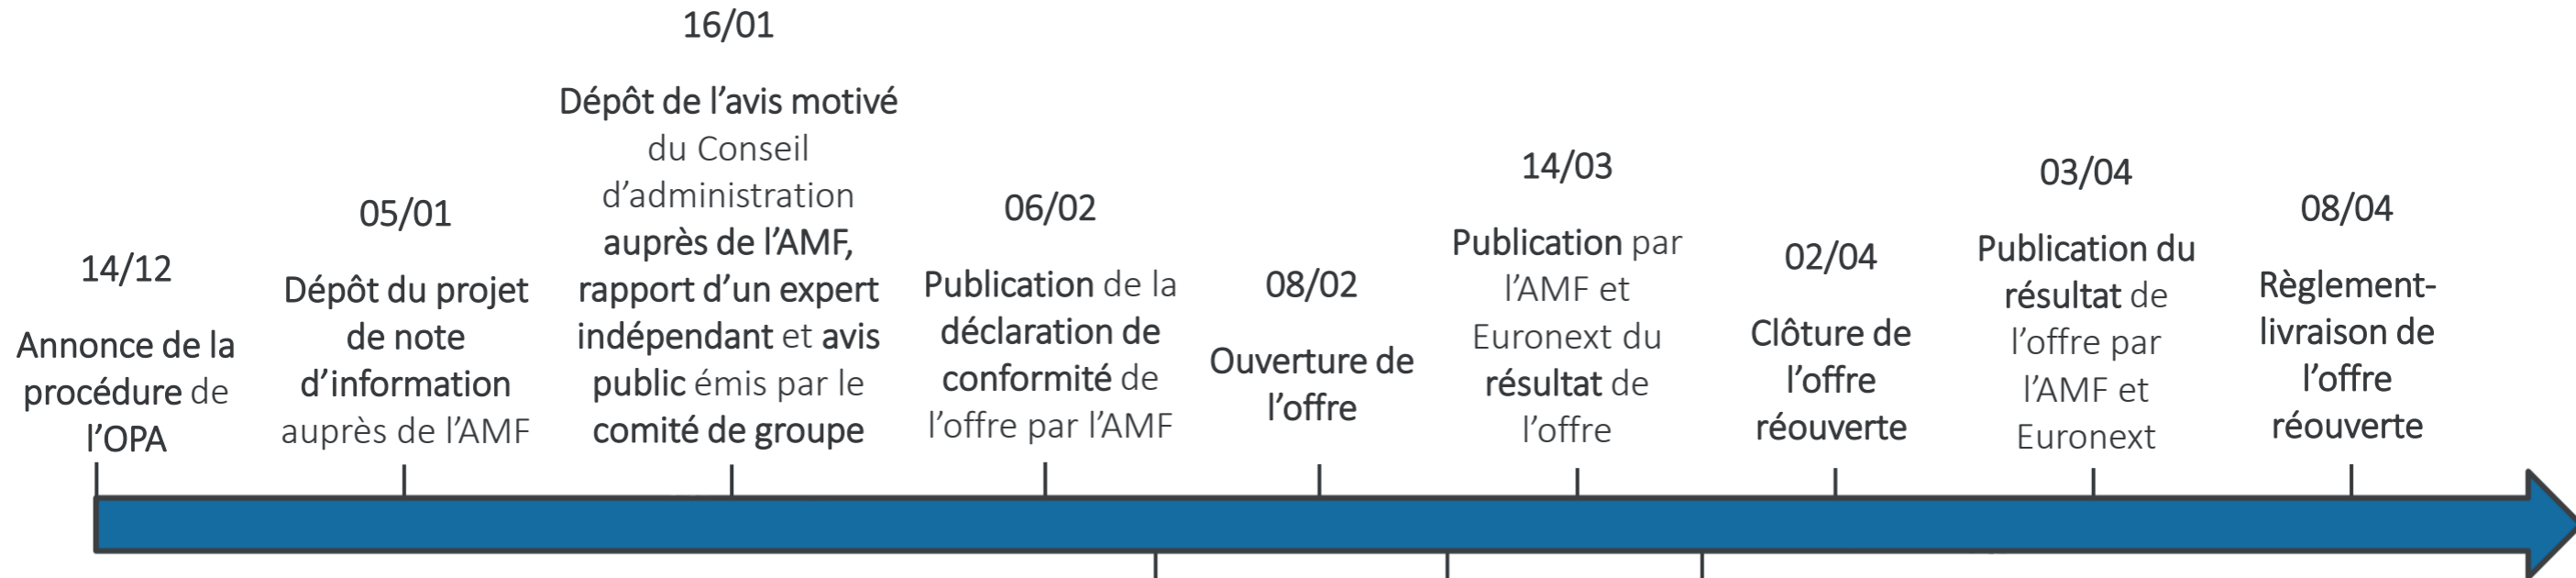 14/12
Annonce de la
procédure de
l’OPA
05/01
Dépôt du projet
de note
d’information
auprès de l’AMF
16/01
Dépôt de l’avis motivé
du Conseil
d’administration
auprès de l’AMF,
rapport d’un expert
indépendant et avis
public émis par le
comité de groupe
06/02
Publication de la
déclaration de
conformité de
l’offre par l’AMF
08/02
Ouverture de
l’offre
14/03
Publication par
l’AMF et
Euronext du
résultat de
l’offre
02/04
Clôture de
l’offre
réouverte
03/04
Publication du
résultat de
l’offre par
l’AMF et
Euronext
08/04
Règlement-
livraison de
l’offre
réouverte